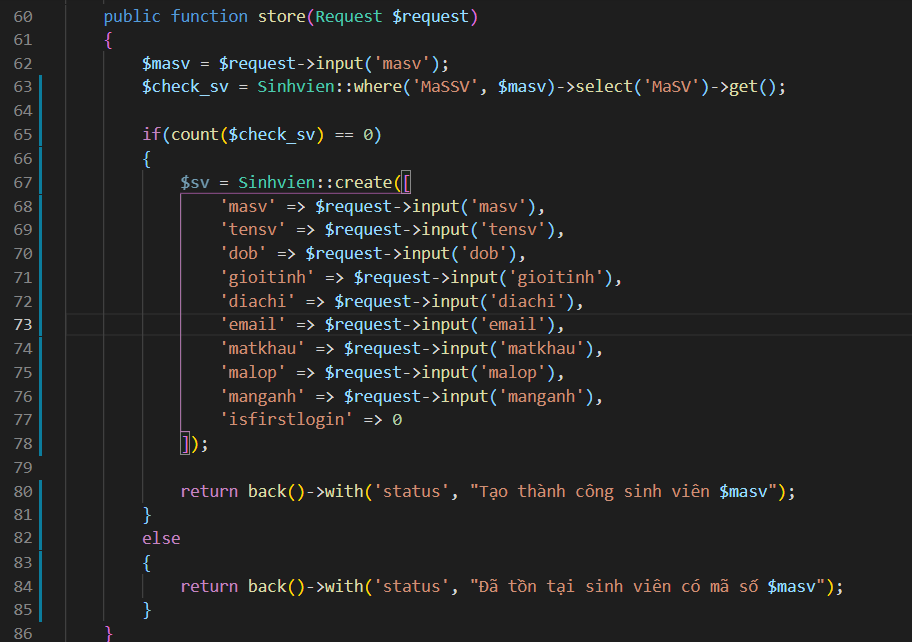 60 public function store(Request $request)
61 {
62 $masv = $request->input('masv');
63 $check_sv = Sinhvien::where('MaSSV', $masv)->select('MaSV')->get();
64
65 if(count($check_sv) == 0)
66 {
67 $sv = Sinhvien::create([
68 'masv' => $request->input('masv'),
69 'tensv' => $request->input('tensv'),
70 'dob' => $request->input('dob'),
71 'gioitinh' => $request->input('gioitinh'),
72 'diachi' => $request->input('diachi'),
73 'email' => $request->input('email'),
74 'matkhau' => $request->input('matkhau'),
75 'malop' => $request->input('malop'),
76 'manganh' => $request->input('manganh'),
77 'isfirstlogin' => 0
78 ]);
79
80 return back()->with('status', "Tạo thành công sinh viên $masv");
81 }
82 else
83 {
84 return back()->with('status', "Đã tồn tại sinh viên có mã số $masv");
85 }
86 }